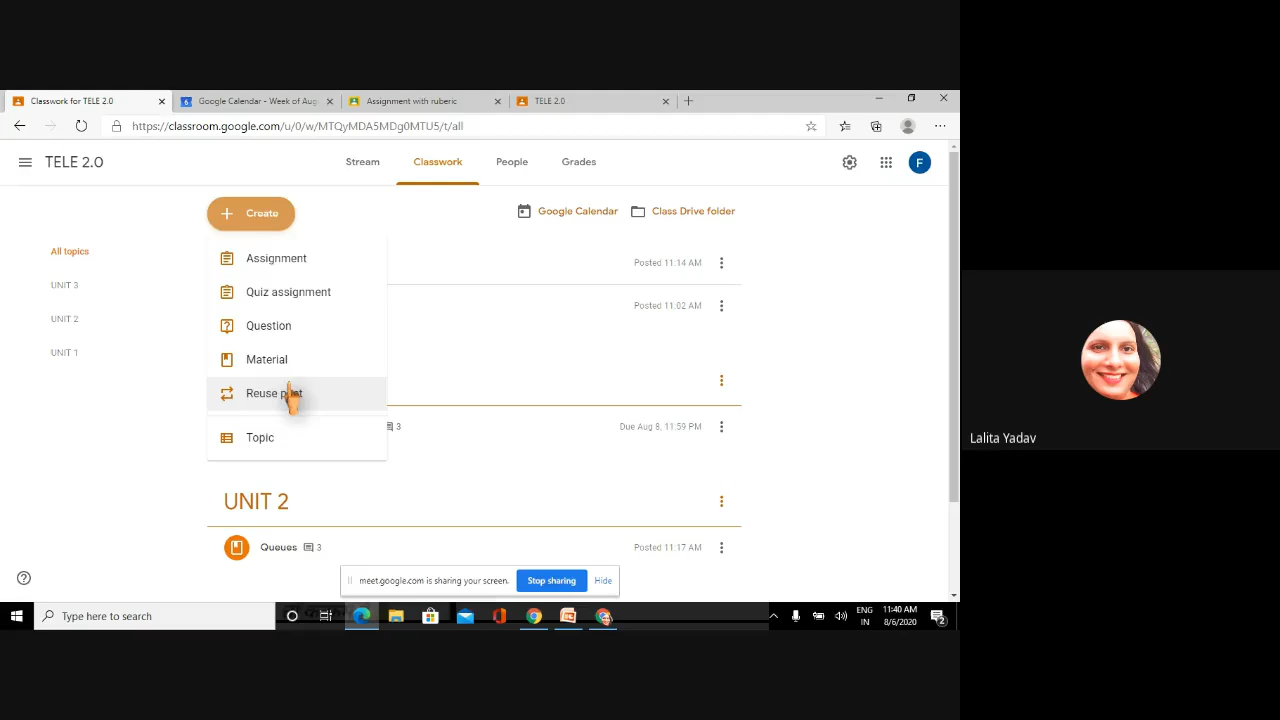 Classwork for TELE 2.0
Google Calendar - Week of Aug
Assignment with ruberic
TELE 2.0
https://classroom.google.com/u/0/w/MTQyMDA5MDg0MTU5/t/all
TELE 2.0
Stream
Classwork
People
Grades
F
Create
Google Calendar
Class Drive folder
All topics
UNIT 3
UNIT 2
UNIT 1
Assignment
Quiz assignment
Question
Material
Reuse
Topic
Posted 11:14 AM
Posted 11:02 AM
3
Due Aug 8, 11:59 PM
UNIT 2
Queues 3
Posted 11:17 AM
meet.google.com is sharing your screen.
Stop sharing
Hide
Type here to search
ENG
IN
11:40 AM
8/6/2020
2
Lalita Yadav